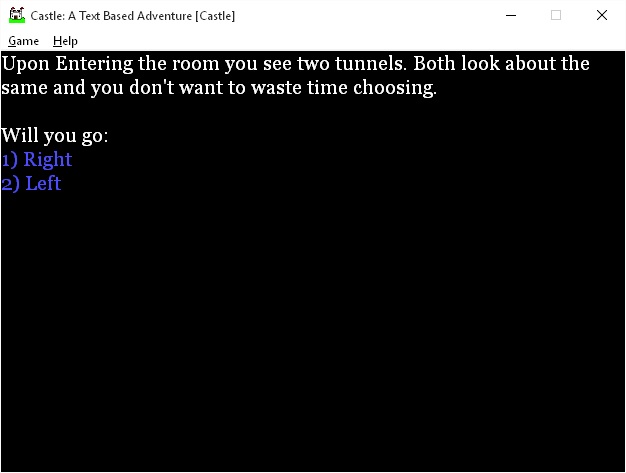 Castle: A Text Based Adventure [Castle]
Game Help
Upon Entering the room you see two tunnels. Both look about the
same and you don't want to waste time choosing.
Will you go:
1) Right
2) Left